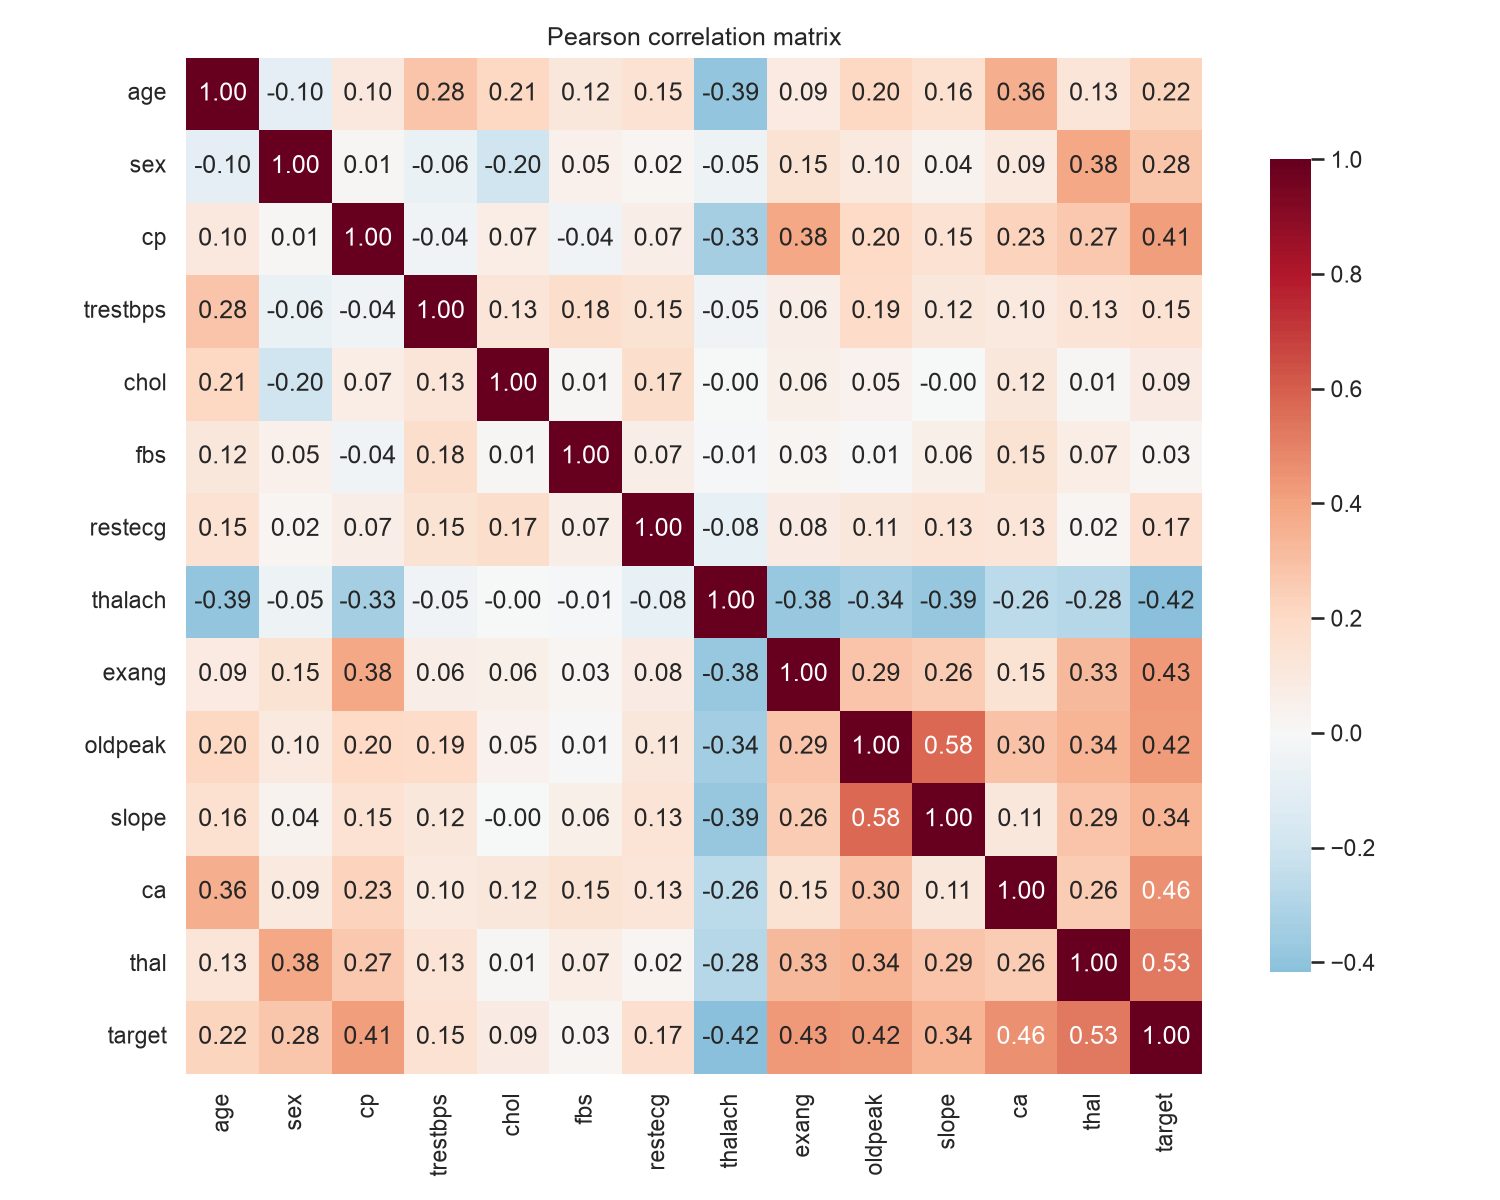 Pearson correlation matrix
age 1.00 -0.10 0.10 0.28 0.21 0.12 0.15 -0.39 0.09 0.20 0.16 0.36 0.13 0.22
sex -0.10 1.00 0.01 -0.06 -0.20 0.05 0.02 -0.05 0.15 0.10 0.04 0.09 0.38 0.28
cp 0.10 0.01 1.00 -0.04 0.07 -0.04 0.07 -0.33 0.38 0.20 0.15 0.23 0.27 0.41
trestbps 0.28 -0.06 -0.04 1.00 0.13 0.18 0.15 -0.05 0.06 0.19 0.12 0.10 0.13 0.15
chol 0.21 -0.20 0.07 0.13 1.00 0.01 0.17 -0.00 0.06 0.05 -0.00 0.12 0.01 0.09
fbs 0.12 0.05 -0.04 0.18 0.01 1.00 0.07 -0.01 0.03 0.01 0.06 0.15 0.07 0.03
restecg 0.15 0.02 0.07 0.15 0.17 0.07 1.00 -0.08 0.08 0.11 0.13 0.13 0.02 0.17
thalach -0.39 -0.05 -0.33 -0.05 -0.00 -0.01 -0.08 1.00 -0.38 -0.34 -0.39 -0.26 -0.28 -0.42
exang 0.09 0.15 0.38 0.06 0.06 0.03 0.08 -0.38 1.00 0.29 0.26 0.15 0.33 0.43
oldpeak 0.20 0.10 0.20 0.19 0.05 0.01 0.11 -0.34 0.29 1.00 0.58 0.30 0.34 0.42
slope 0.16 0.04 0.15 0.12 -0.00 0.06 0.13 -0.39 0.26 0.58 1.00 0.11 0.29 0.34
ca 0.36 0.09 0.23 0.10 0.12 0.15 0.13 -0.26 0.15 0.30 0.11 1.00 0.26 0.46
thal 0.13 0.38 0.27 0.13 0.01 0.07 0.02 -0.28 0.33 0.34 0.29 0.26 1.00 0.53
target 0.22 0.28 0.41 0.15 0.09 0.03 0.17 -0.42 0.43 0.42 0.34 0.46 0.53 1.00
age sex cp trestbps chol fbs restecg thalach exang oldpeak slope ca thal target
1.0
0.8
0.6
0.4
0.2
0.0
−0.2
−0.4